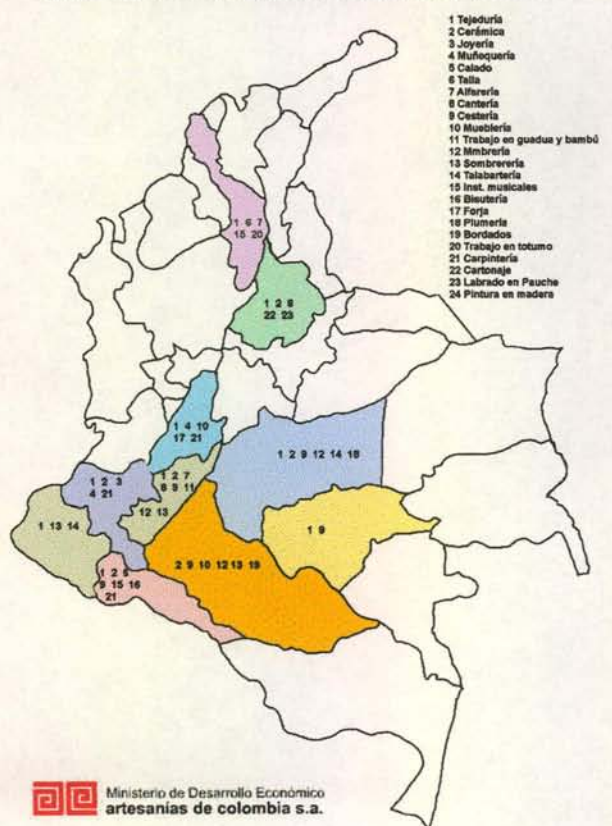 1 Tejeduría
2 Cerámica
3 Joyería
4 Muñoquería
5 Calado
6 Talla
7 Alfarería
8 Cantería
9 Cestería
10 Mueblería
11 Trabajo en guadua y bambú
12 Mmbrería
13 Sombrerería
14 Talabartería
15 Inst. musicales
16 Bisutería
17 Forja
18 Plumería
19 Bordados
20 Trabajo en totumo
21 Carpintería
22 Cartonaje
23 Labrado en Pauche
24 Pintura en madera
1 6 7
15 20
1 2 8
22 23
1 4 10
17 21
1 2 9 12 14 18
1 2 3
4 21
1 2 7
8 9 11
12 13
1 13 14
1 9
2 9 10 12 13 19
1 2 5
9 15 16
21
Ministerio de Desarrollo Económico
artesanías de colombia s.a.